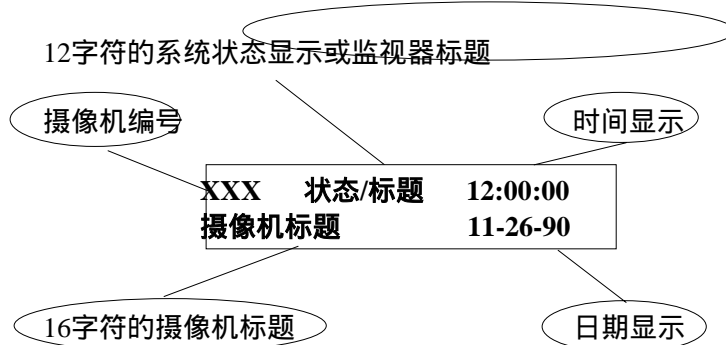 12字符的系统状态显示或监视器标题
摄像机编号 时间显示
XXX 状态/标题 12:00:00
摄像机标题 11-26-90
16字符的摄像机标题 日期显示